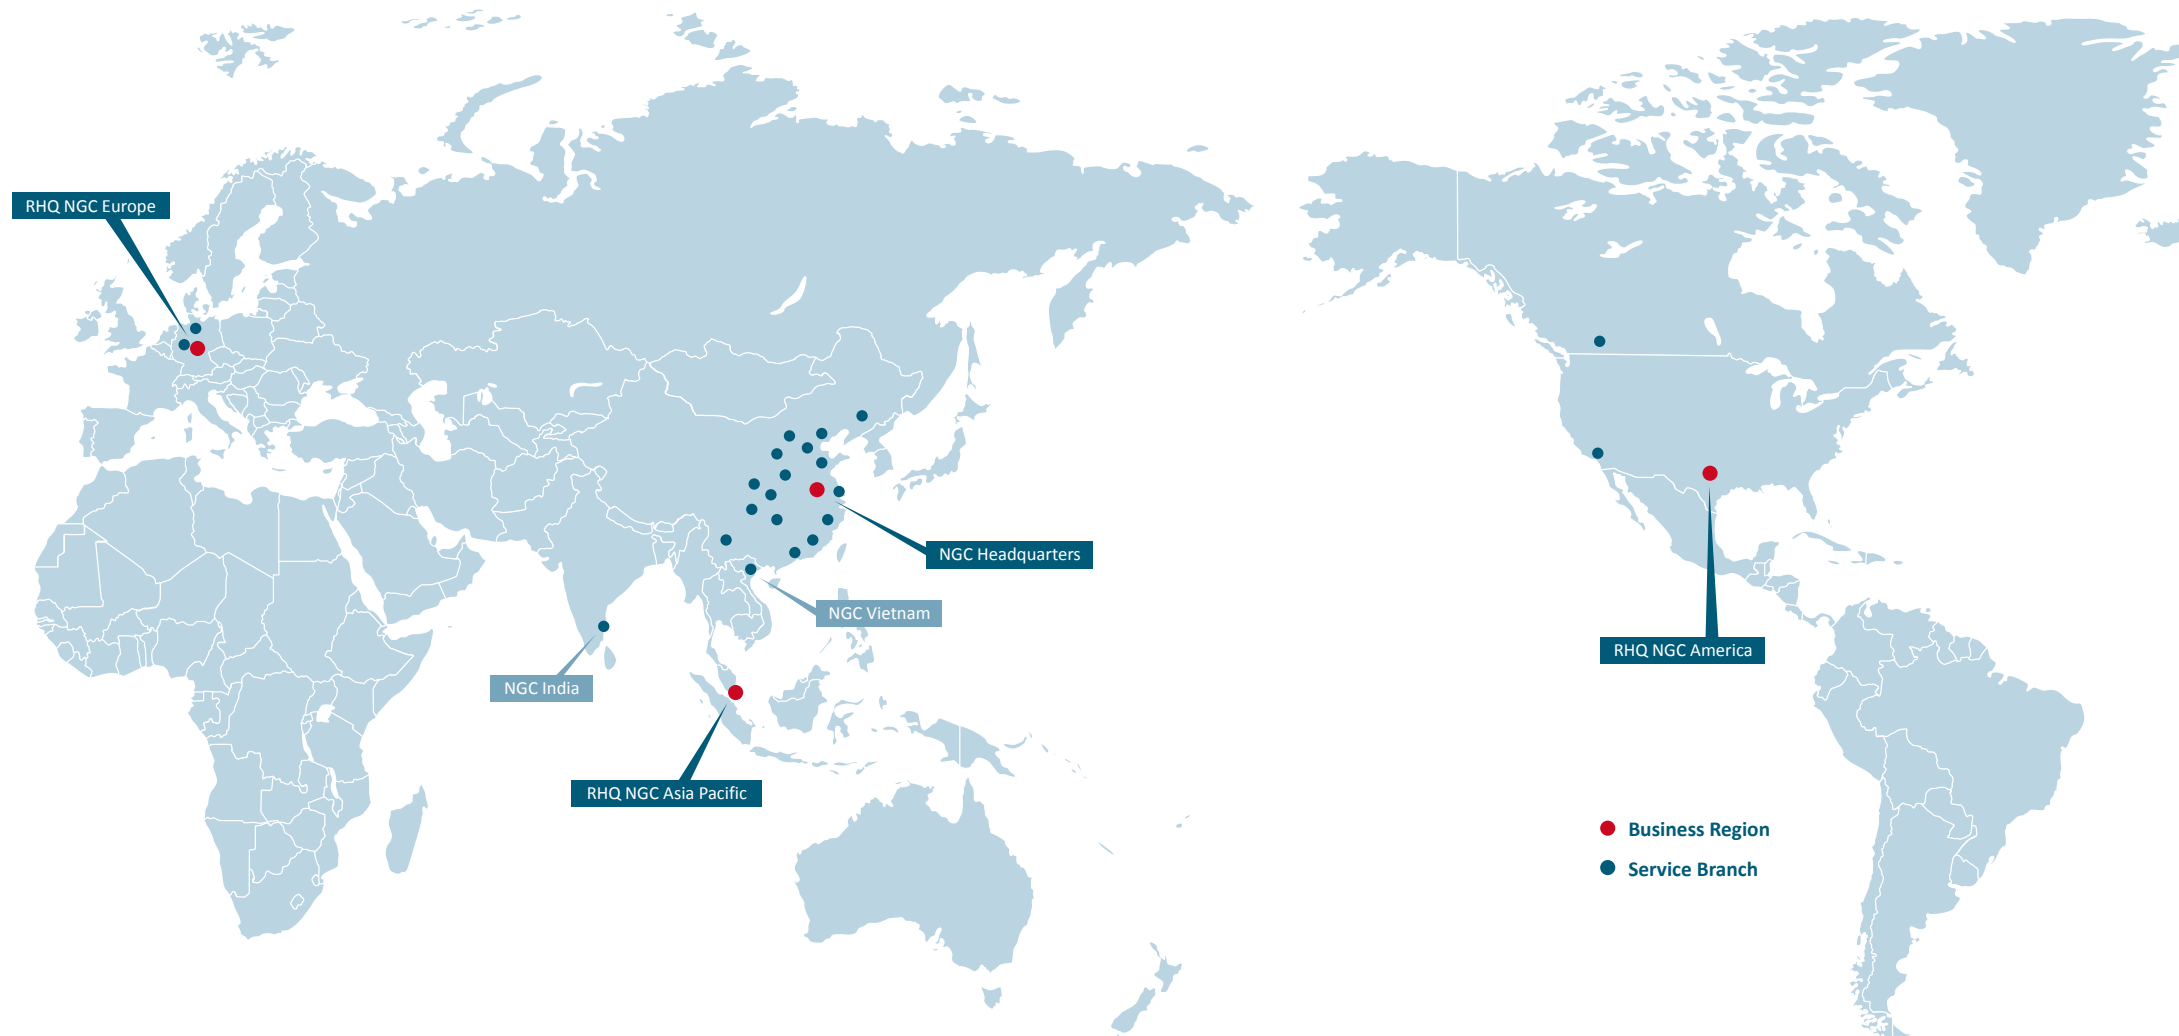 RHQ NGC Europe
NGC Headquarters
NGC Vietnam
RHQ NGC America
NGC India
RHQ NGC Asia Pacific
Business Region
Service Branch